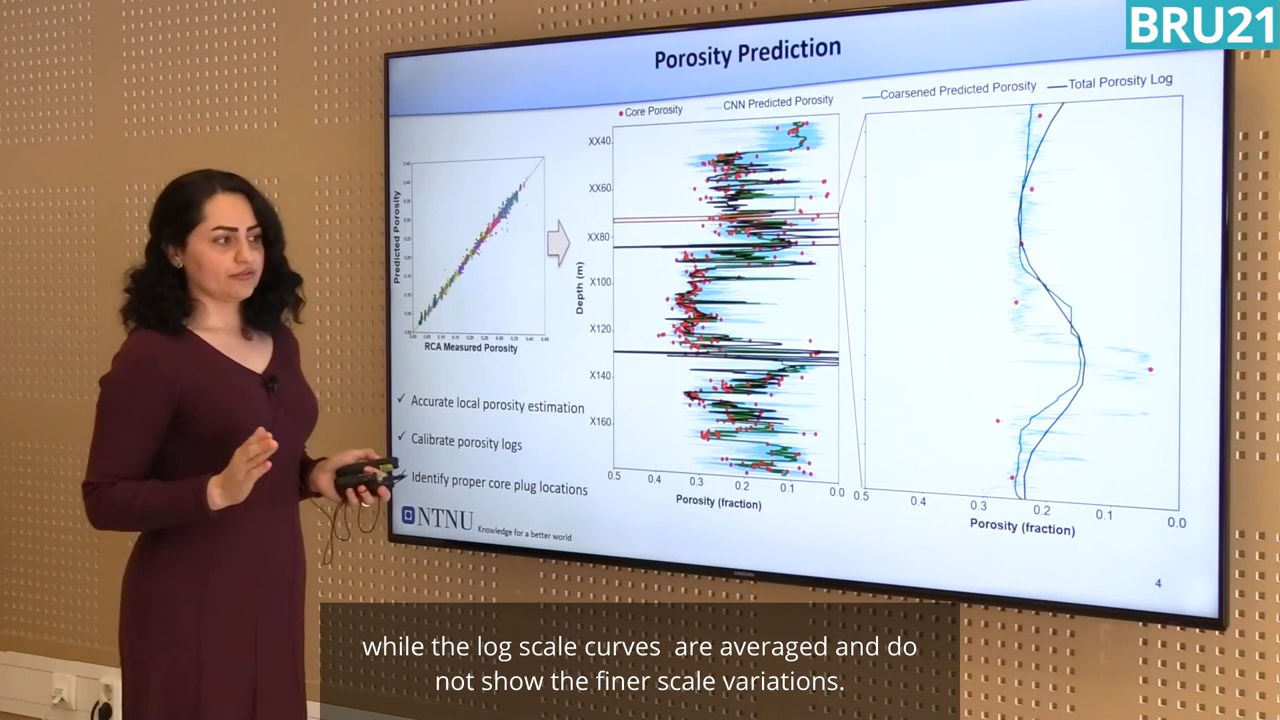 BRU21
Porosity Prediction
Core Porosity
CNN Predicted Porosity
Coarsened Predicted Porosity
Total Porosity Log
Predicted Porosity
RCA Measured Porosity
Depth (m)
XX40
XX60
XX80
X100
X120
X140
X160
0.5 0.4 0.3 0.2 0.1 0.0
Porosity (fraction)
0.5 0.4 0.3 0.2 0.1 0.0
Porosity (fraction)
✓ Accurate local porosity estimation
✓ Calibrate porosity logs
✓ Identify proper core plug locations
NTNU Knowledge for a better world
4
while the log scale curves are averaged and do
not show the finer scale variations.